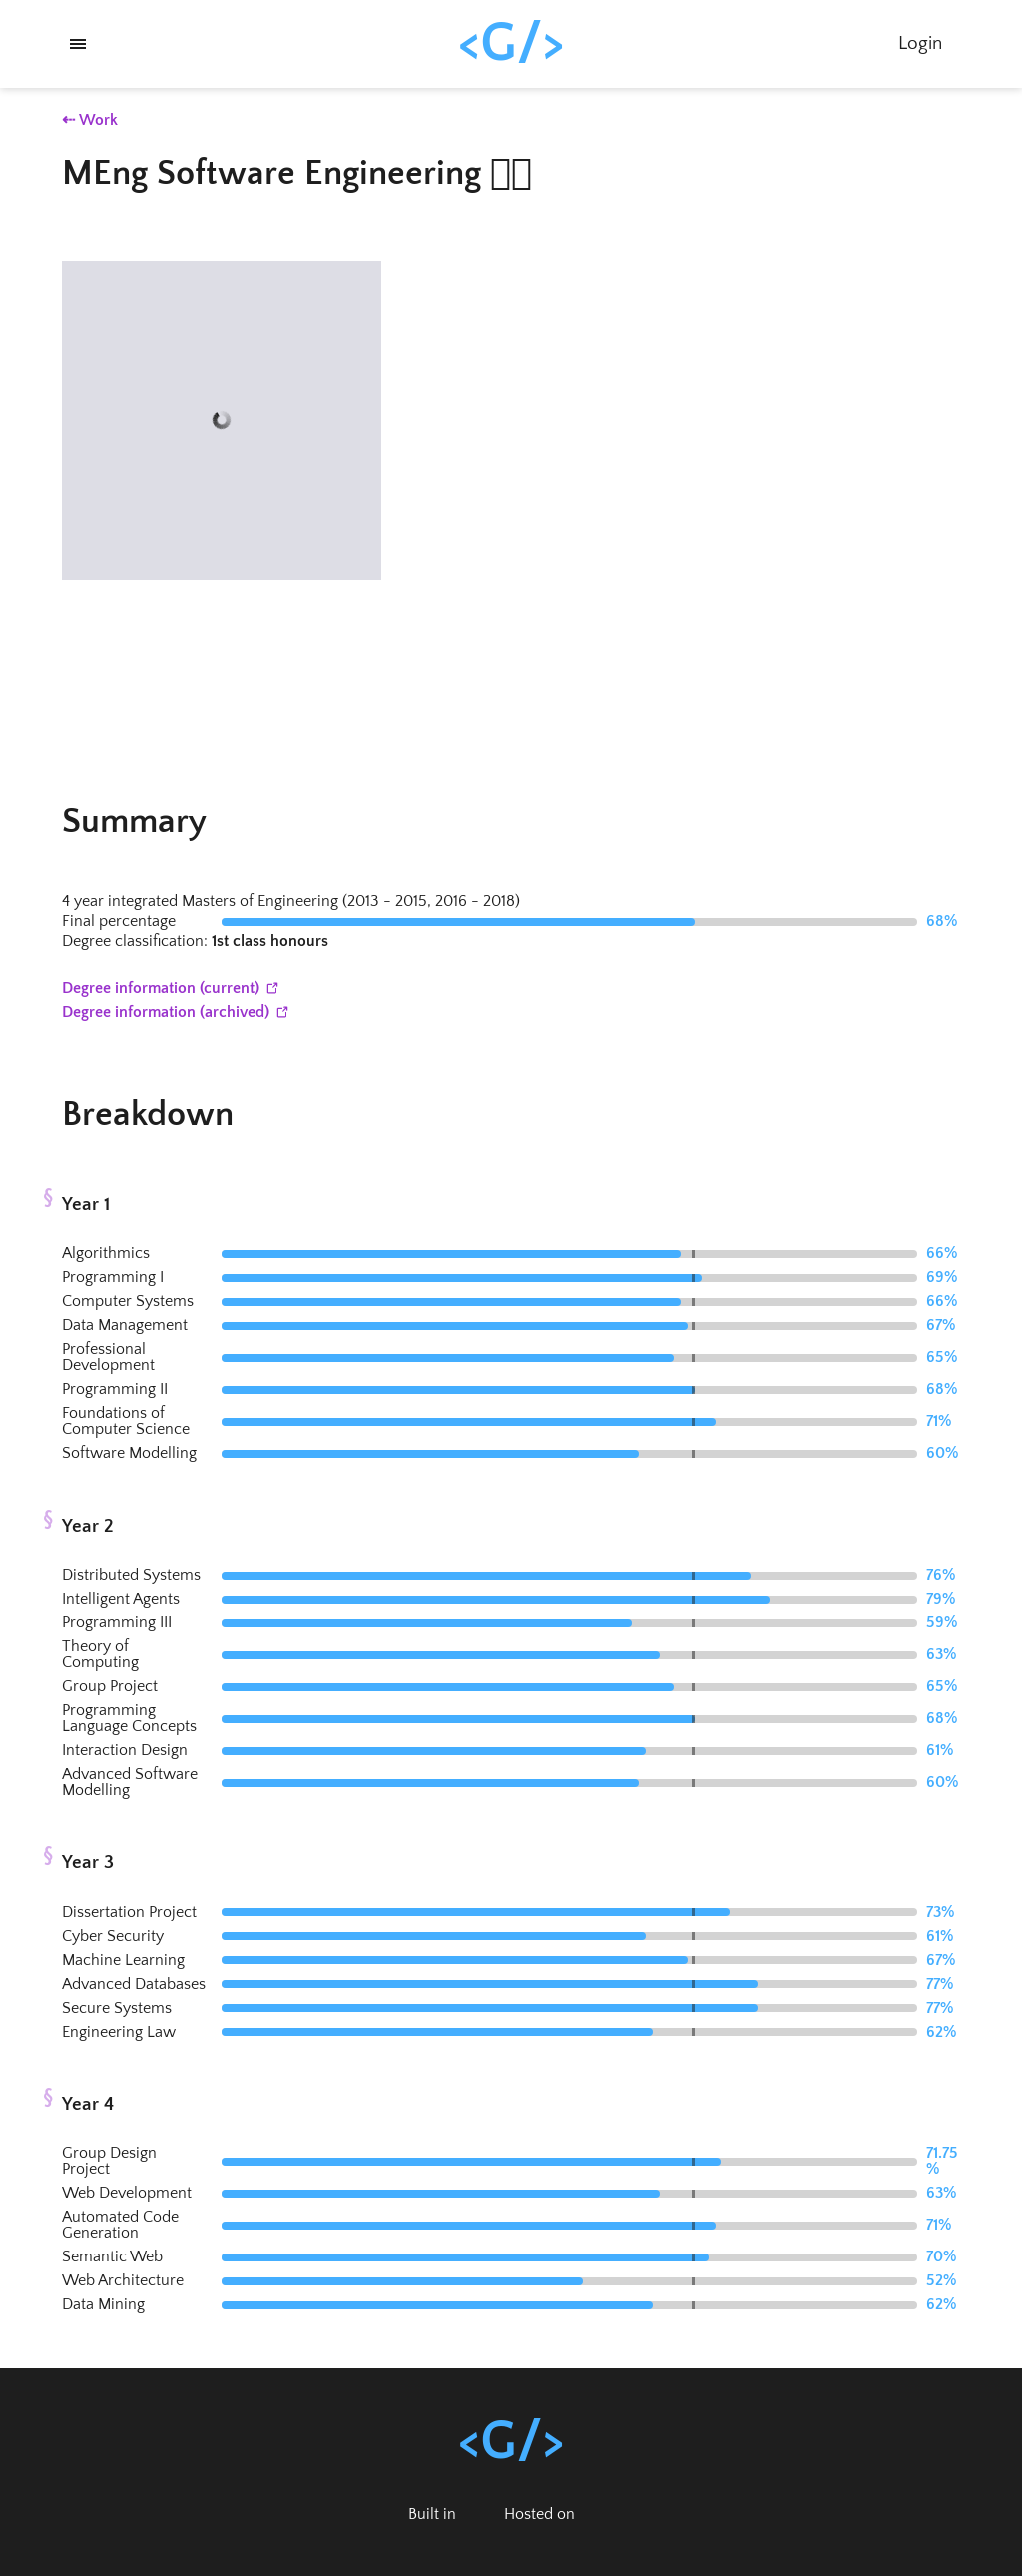 <G/>
Login
⇠ Work
MEng Software Engineering
Summary
4 year integrated Masters of Engineering (2013 - 2015, 2016 - 2018)
Final percentage 68%
Degree classification: 1st class honours
Degree information (current)
Degree information (archived)
Breakdown
§ Year 1
Algorithmics 66%
Programming I 69%
Computer Systems 66%
Data Management 67%
Professional
Development 65%
Programming II 68%
Foundations of
Computer Science 71%
Software Modelling 60%
§ Year 2
Distributed Systems 76%
Intelligent Agents 79%
Programming III 59%
Theory of
Computing 63%
Group Project 65%
Programming
Language Concepts 68%
Interaction Design 61%
Advanced Software
Modelling 60%
§ Year 3
Dissertation Project 73%
Cyber Security 61%
Machine Learning 67%
Advanced Databases 77%
Secure Systems 77%
Engineering Law 62%
§ Year 4
Group Design 71.75
Project %
Web Development 63%
Automated Code
Generation 71%
Semantic Web 70%
Web Architecture 52%
Data Mining 62%
<G/>
Built in Hosted on